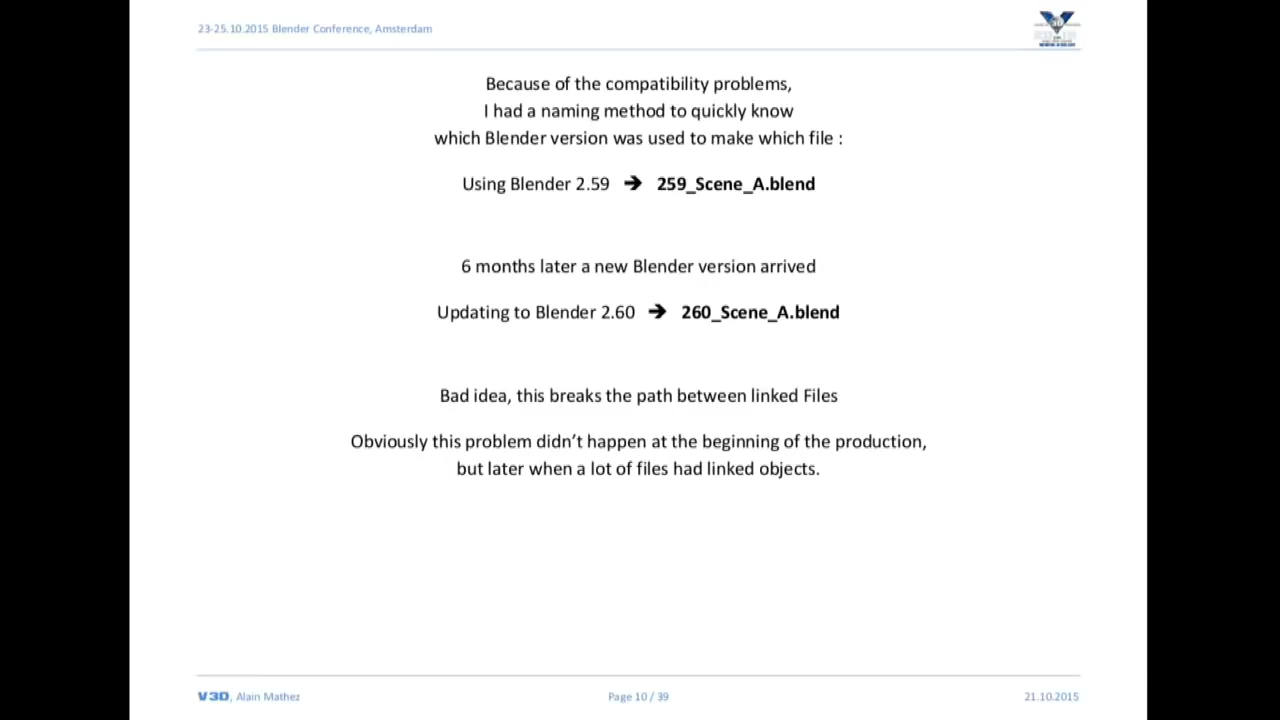 23-25.10.2015 Blender Conference, Amsterdam
Because of the compatibility problems,
I had a naming method to quickly know
which Blender version was used to make which file :
Using Blender 2.59 ➔ 259_Scene_A.blend
6 months later a new Blender version arrived
Updating to Blender 2.60 ➔ 260_Scene_A.blend
Bad idea, this breaks the path between linked Files
Obviously this problem didn’t happen at the beginning of the production,
but later when a lot of files had linked objects.
V3D, Alain Mathez Page 10 / 39 21.10.2015